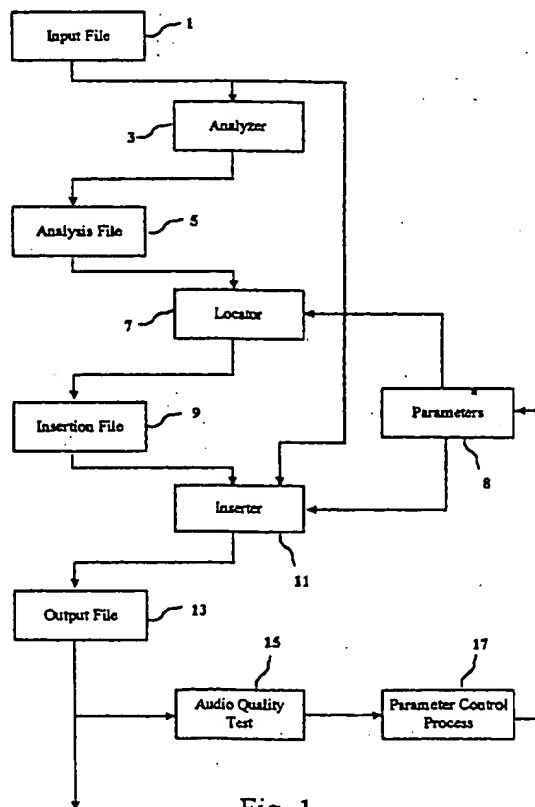 Input File
1
3
Analyzer
Analysis File
5
7
Locator
Insertion File
9
Parameters
8
Inserter
11
Output File
13
15
Audio Quality
Test
17
Parameter Control
Process
Fig. 1